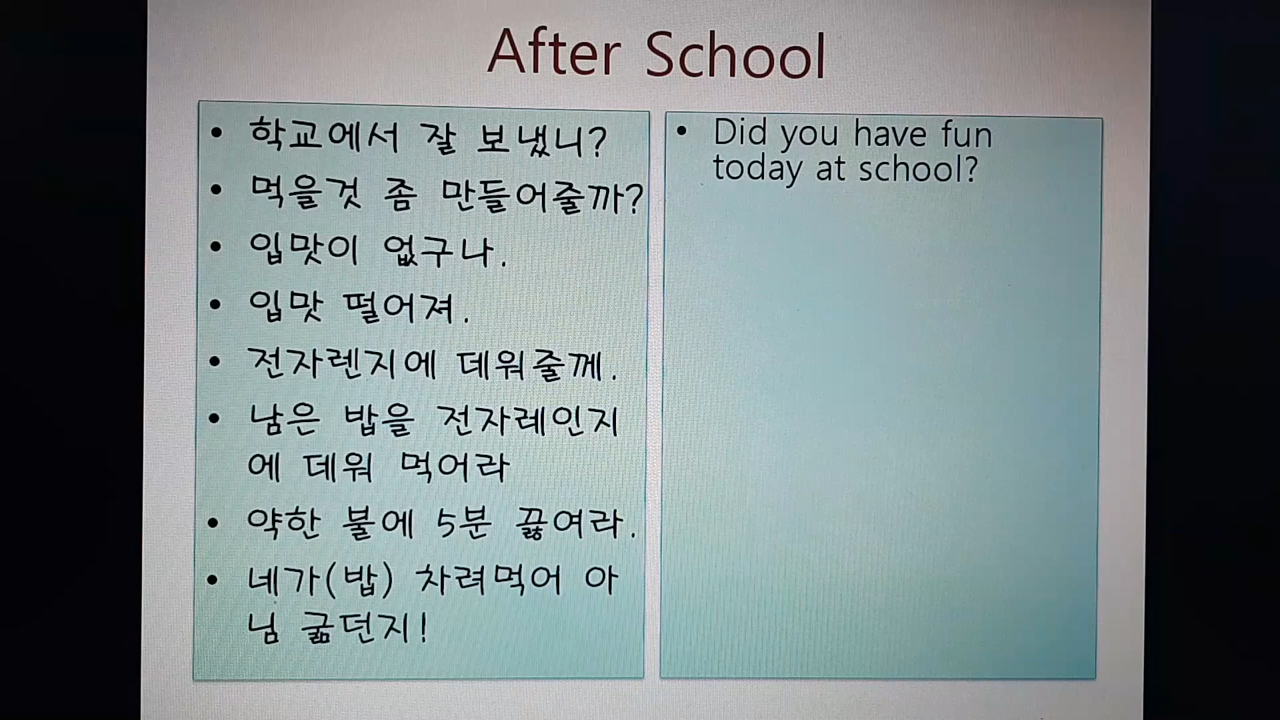 After School
• 학교에서 잘 보냈니?
• 먹을것 좀 만들어줄까?
• 입맛이 없구나.
• 입맛 떨어져.
• 전자렌지에 데워줄께.
• 남은 밥을 전자레인지
에 데워 먹어라
• 약한 불에 5분 끓여라.
• 네가(밥) 차려먹어 아
님 굶던지!
• Did you have fun
today at school?